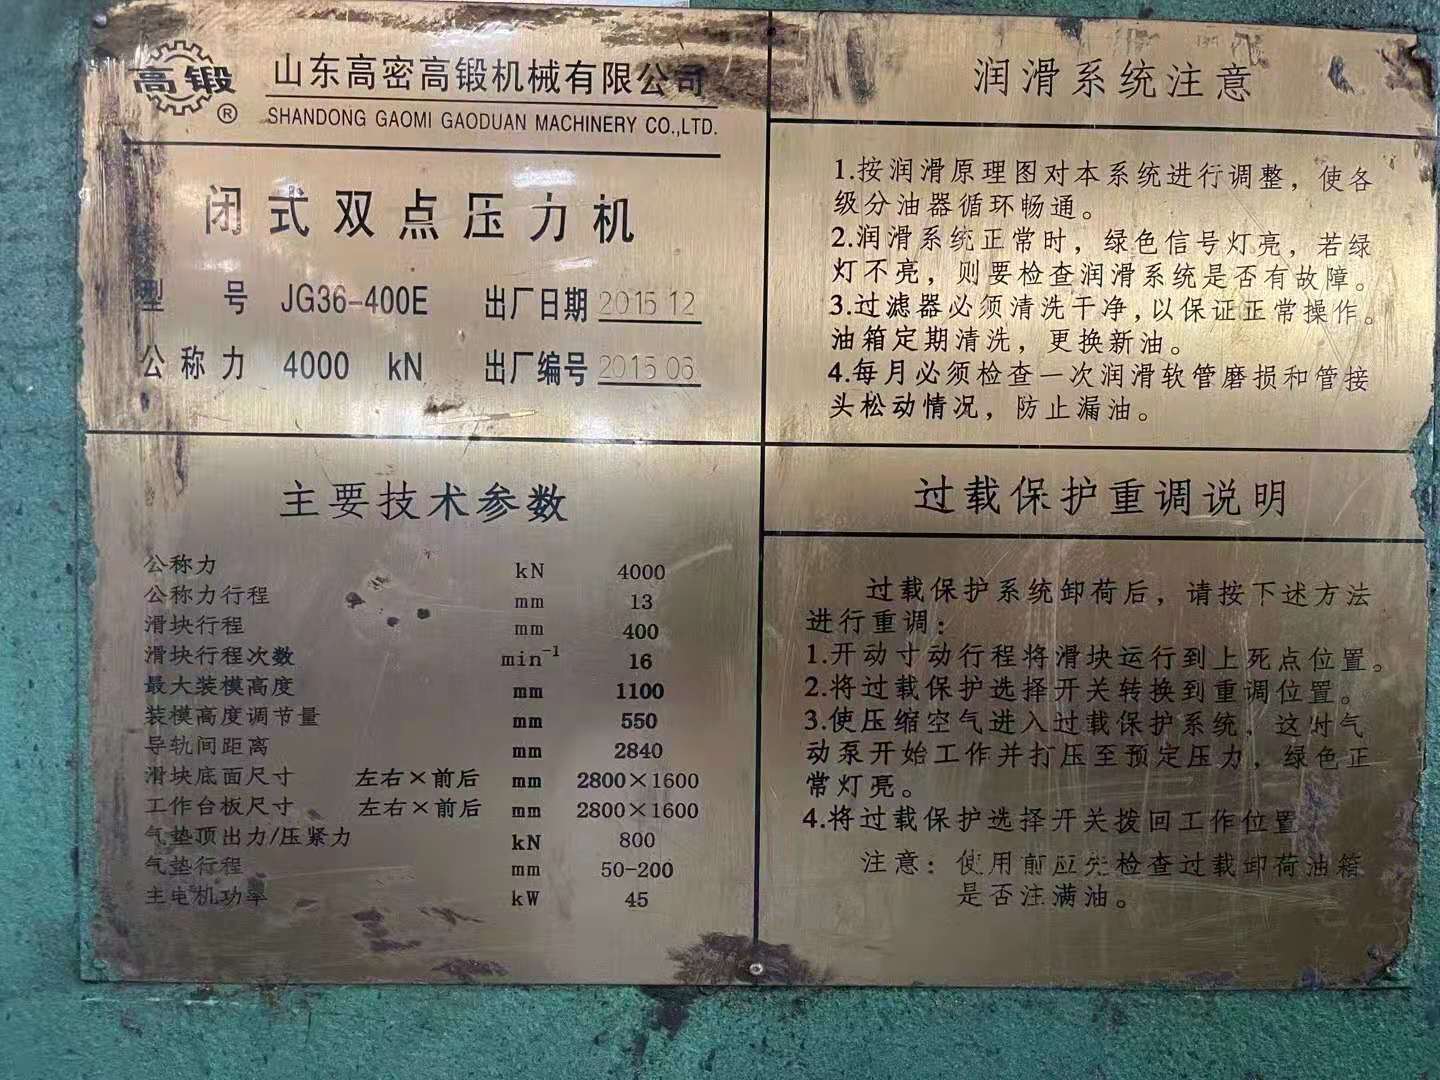 高锻®
山东高密高锻机械有限公司
SHANDONG GAOMI GAODUAN MACHINERY CO.,LTD.
闭式双点压力机
型 号 JG36-400E 出厂日期 2015.12
公称力 4000 kN 出厂编号 201503
主要技术参数
公称力 kN 4000
公称力行程 mm 13
滑块行程 mm 400
滑块行程次数 min⁻¹ 16
最大装模高度 mm 1100
装模高度调节量 mm 550
导轨间距离 mm 2840
滑块底面尺寸 左右×前后 mm 2800×1600
工作台板尺寸 左右×前后 mm 2800×1600
气垫顶出力/压紧力 kN 800
气垫行程 mm 50-200
主电机功率 kW 45
润滑系统注意
1.按润滑原理图对本系统进行调整，使各
级分油器循环畅通。
2.润滑系统正常时，绿色信号灯亮，若绿
灯不亮，则要检查润滑系统是否有故障。
3.过滤器必须清洗干净，以保证正常操作。
油箱定期清洗，更换新油。
4.每月必须检查一次润滑软管磨损和管接
头松动情况，防止漏油。
过载保护重调说明
过载保护系统卸荷后，请按下述方法
进行重调：
1.开动寸动行程将滑块运行到上死点位置。
2.将过载保护选择开关转换到重调位置。
3.使压缩空气进入过载保护系统，这时气
动泵开始工作并打压至预定压力，绿色正
常灯亮。
4.将过载保护选择开关拨回工作位置
注意：使用前应先检查过载卸荷油箱
是否注满油。